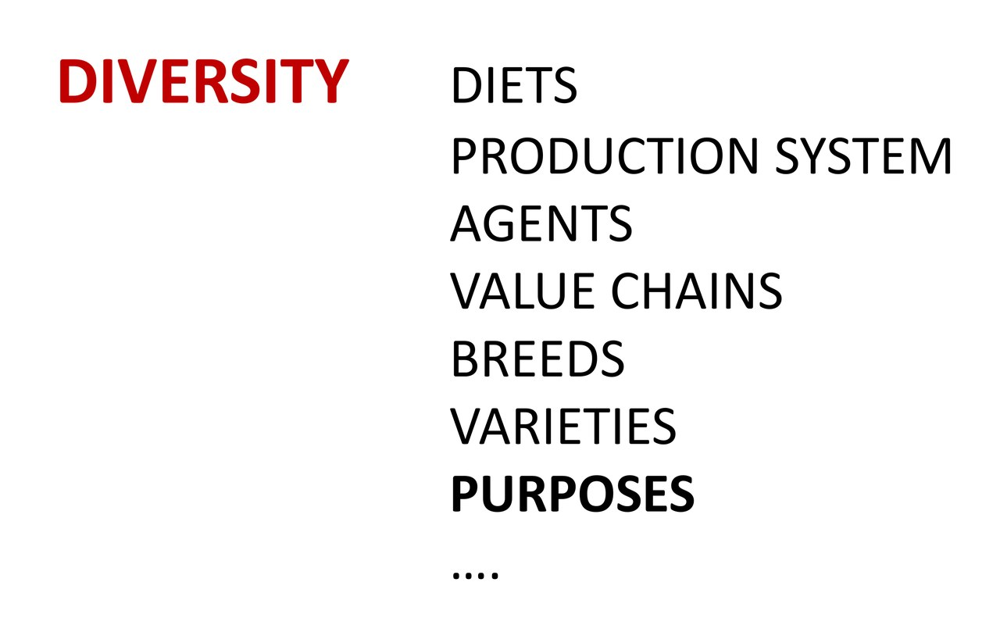 DIVERSITY DIETS
PRODUCTION SYSTEM
AGENTS
VALUE CHAINS
BREEDS
VARIETIES
PURPOSES
....